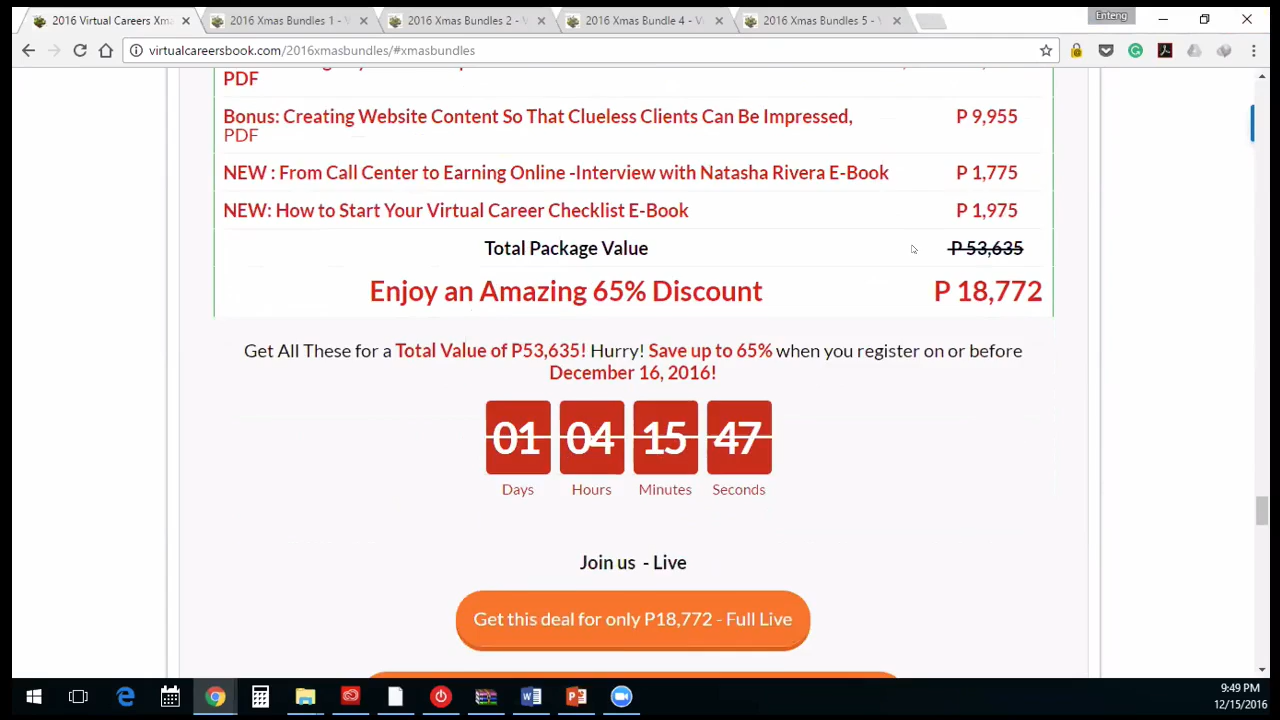 2016 Virtual Careers Xma
2016 Xmas Bundles 1 - V
2016 Xmas Bundles 2 -
2016 Xmas Bundle 4 - V
2016 Xmas Bundles 5 - V
Enteng
virtualcareersbook.com/2016xmasbundles/#xmasbundles
PDF
Bonus: Creating Website Content So That Clueless Clients Can Be Impressed, P 9,955
PDF
NEW : From Call Center to Earning Online -Interview with Natasha Rivera E-Book P 1,775
NEW: How to Start Your Virtual Career Checklist E-Book P 1,975
Total Package Value P 53,635
Enjoy an Amazing 65% Discount P 18,772
Get All These for a Total Value of P53,635! Hurry! Save up to 65% when you register on or before
December 16, 2016!
01 04 15 47
Days Hours Minutes Seconds
Join us - Live
Get this deal for only P18,772 - Full Live
9:49 PM
12/15/2016